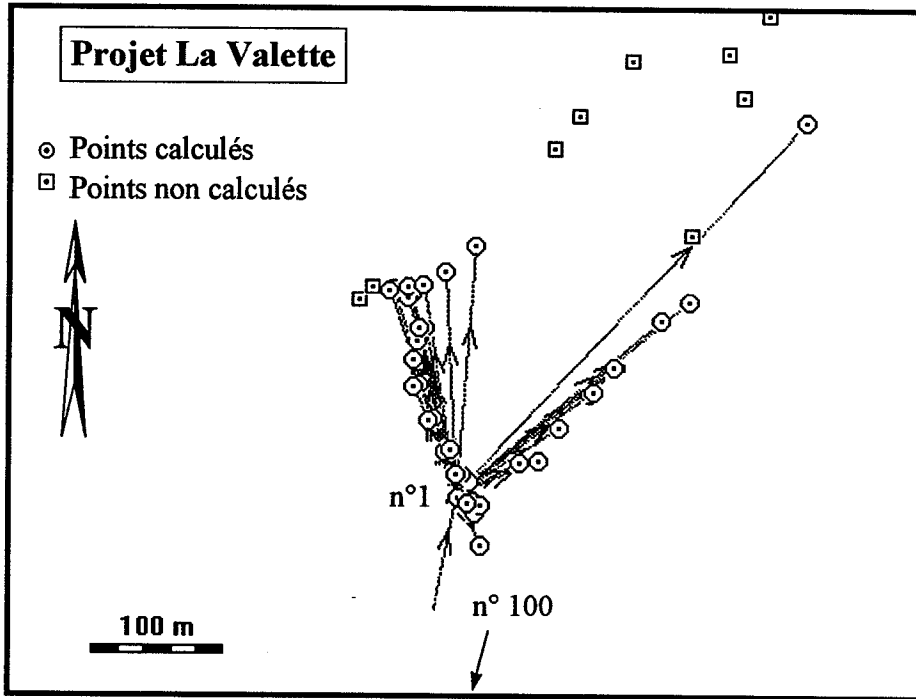 Projet La Valette
Points calculés
Points non calculés
N
n°1
n° 100
100 m